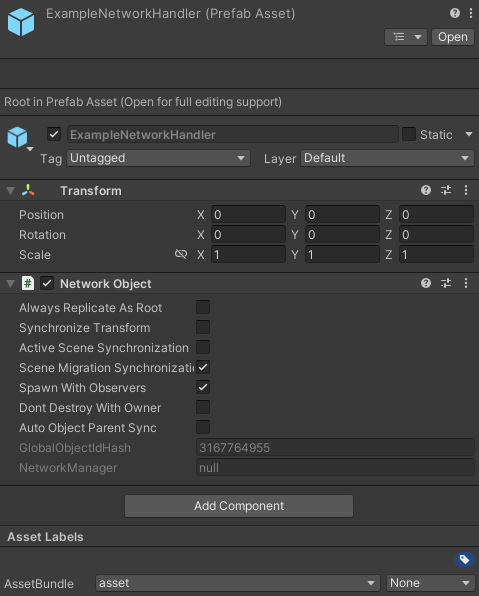 ExampleNetworkHandler (Prefab Asset)
Open
Root in Prefab Asset (Open for full editing support)
ExampleNetworkHandler
Static
Tag Untagged Layer Default
Transform
Position X 0 Y 0 Z 0
Rotation X 0 Y 0 Z 0
Scale X 1 Y 1 Z 1
# Network Object
Always Replicate As Root
Synchronize Transform
Active Scene Synchronization
Scene Migration Synchronizati
Spawn With Observers
Dont Destroy With Owner
Auto Object Parent Sync
GlobalObjectIdHash 3167764955
NetworkManager null
Add Component
Asset Labels
AssetBundle asset None